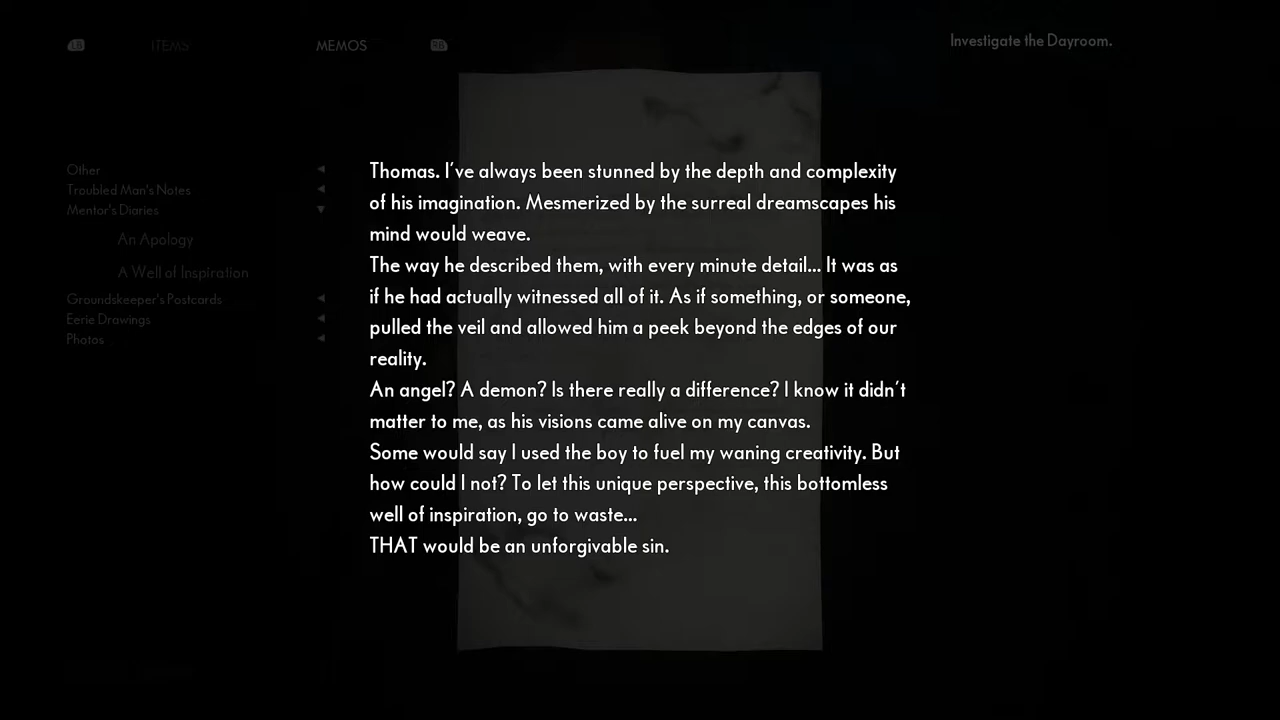 LB ITEMS MEMOS RB Investigate the Dayroom.
Other
Troubled Man's Notes
Mentor's Diaries
An Apology
A Well of Inspiration
Groundskeeper's Postcards
Eerie Drawings
Photos
Thomas. I've always been stunned by the depth and complexity
of his imagination. Mesmerized by the surreal dreamscapes his
mind would weave.
The way he described them, with every minute detail... It was as
if he had actually witnessed all of it. As if something, or someone,
pulled the veil and allowed him a peek beyond the edges of our
reality.
An angel? A demon? Is there really a difference? I know it didn't
matter to me, as his visions came alive on my canvas.
Some would say I used the boy to fuel my waning creativity. But
how could I not? To let this unique perspective, this bottomless
well of inspiration, go to waste...
THAT would be an unforgivable sin.